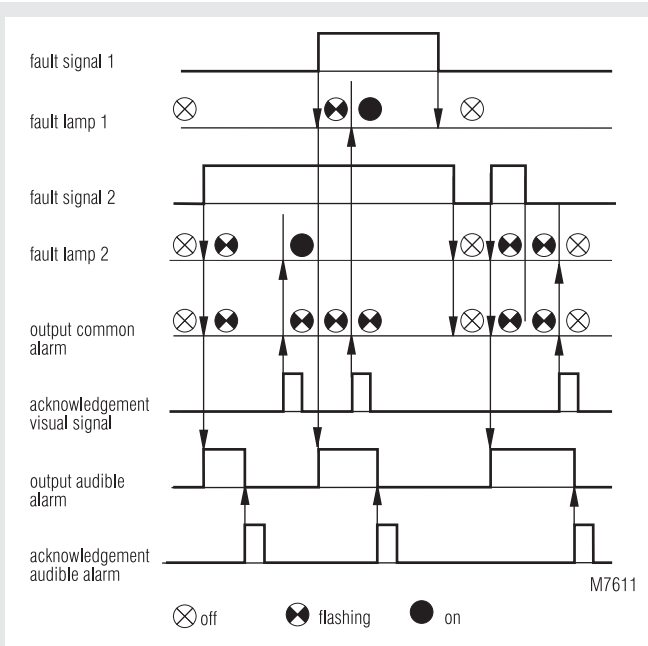 fault signal 1
fault lamp 1
fault signal 2
fault lamp 2
output common
alarm
acknowledgement
visual signal
output audible
alarm
acknowledgement
audible alarm
M7611
off
flashing
on